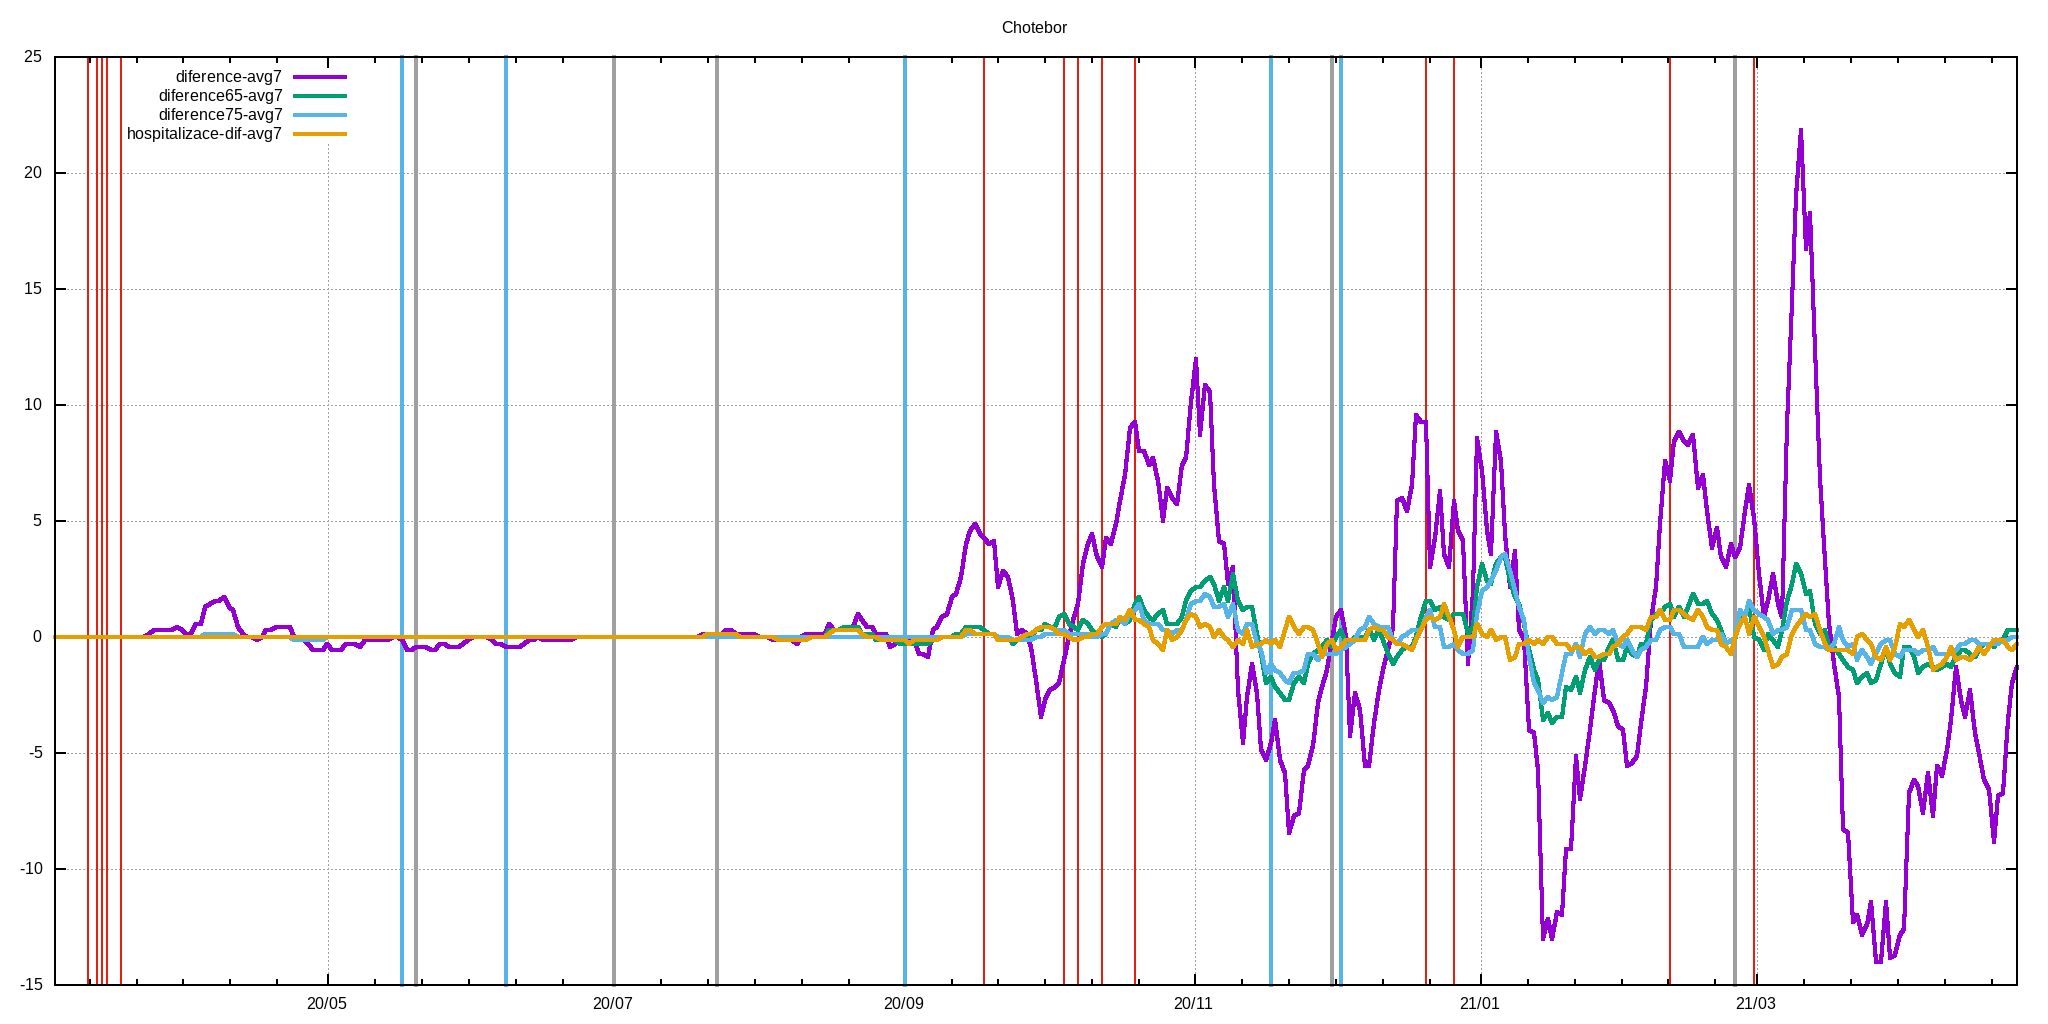 Chotebor
25
20
15
10
5
0
-5
-10
-15
diference-avg7
diference65-avg7
diference75-avg7
hospitalizace-dif-avg7
20/05 20/07 20/09 20/11 21/01 21/03